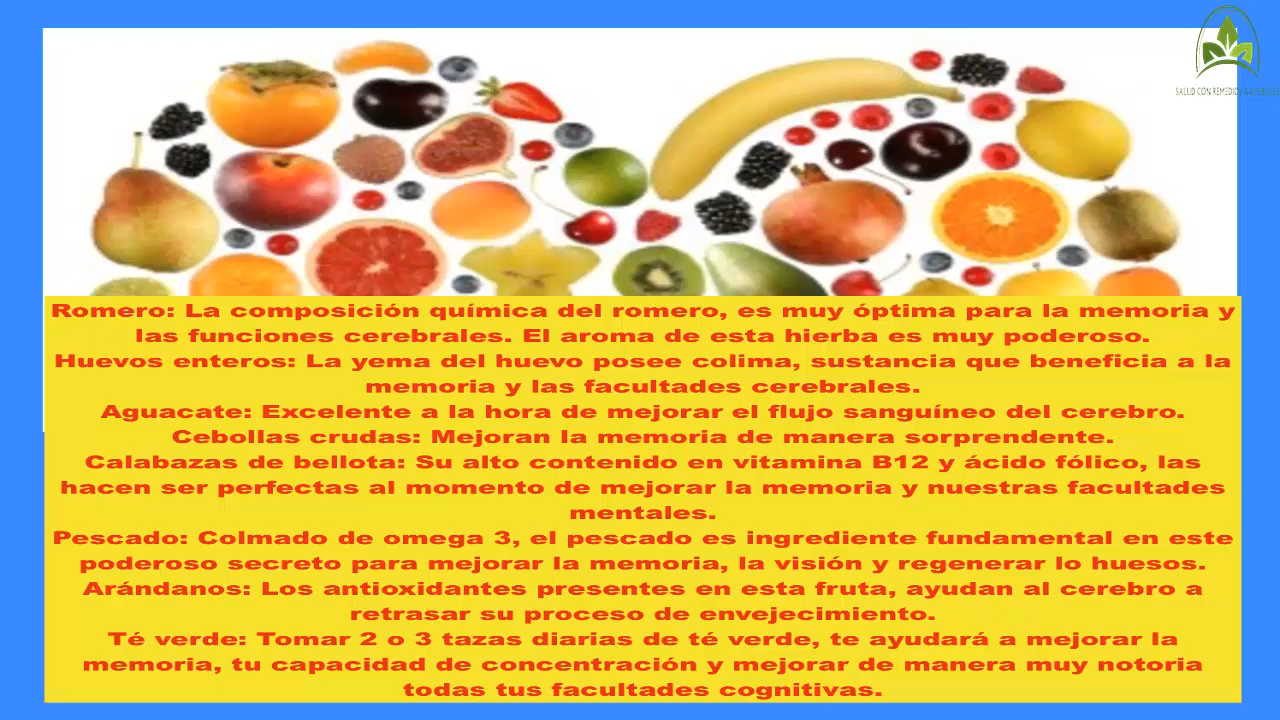 SALUD CON REMEDIOS NATURALES
Romero: La composición química del romero, es muy óptima para la memoria y
las funciones cerebrales. El aroma de esta hierba es muy poderoso.
Huevos enteros: La yema del huevo posee colima, sustancia que beneficia a la
memoria y las facultades cerebrales.
Aguacate: Excelente a la hora de mejorar el flujo sanguíneo del cerebro.
Cebollas crudas: Mejoran la memoria de manera sorprendente.
Calabazas de bellota: Su alto contenido en vitamina B12 y ácido fólico, las
hacen ser perfectas al momento de mejorar la memoria y nuestras facultades
mentales.
Pescado: Colmado de omega 3, el pescado es ingrediente fundamental en este
poderoso secreto para mejorar la memoria, la visión y regenerar lo huesos.
Arándanos: Los antioxidantes presentes en esta fruta, ayudan al cerebro a
retrasar su proceso de envejecimiento.
Té verde: Tomar 2 o 3 tazas diarias de té verde, te ayudará a mejorar la
memoria, tu capacidad de concentración y mejorar de manera muy notoria
todas tus facultades cognitivas.